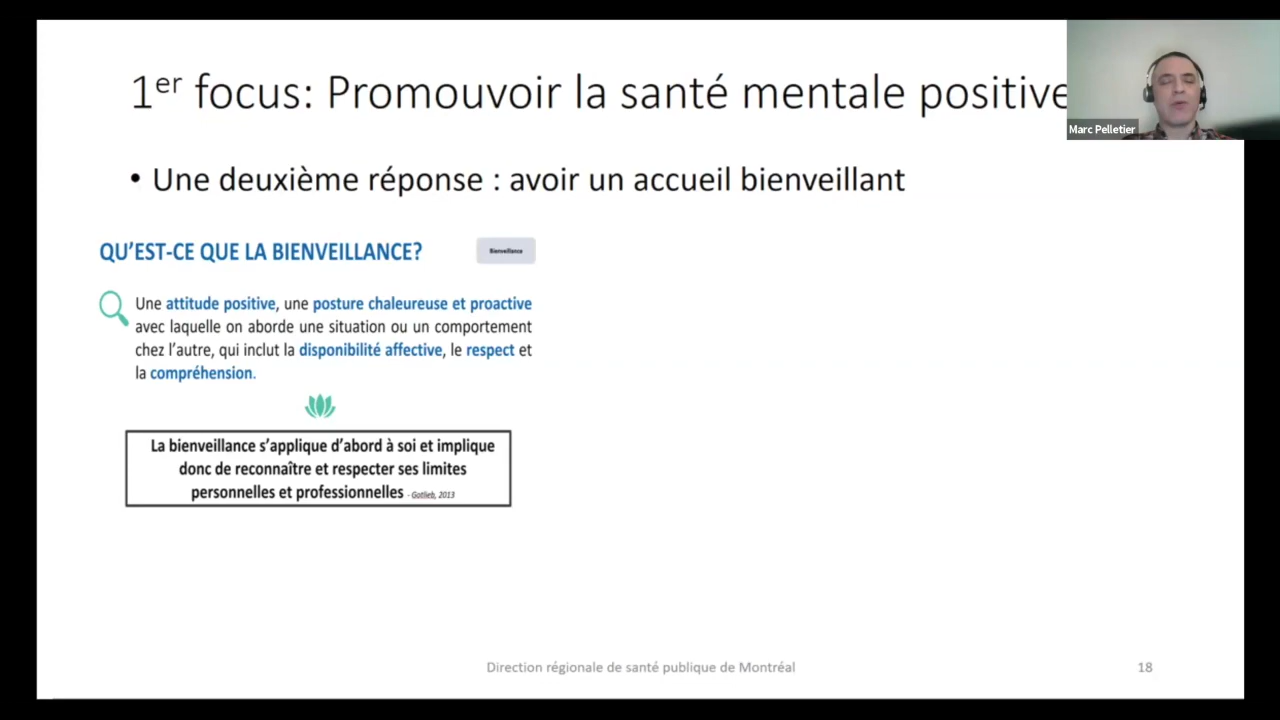 1er focus: Promouvoir la santé mentale positive
Marc Pelletier
• Une deuxième réponse : avoir un accueil bienveillant
QU'EST-CE QUE LA BIENVEILLANCE?
Bienveillance
Une attitude positive, une posture chaleureuse et proactive
avec laquelle on aborde une situation ou un comportement
chez l'autre, qui inclut la disponibilité affective, le respect et
la compréhension.
La bienveillance s'applique d'abord à soi et implique
donc de reconnaître et respecter ses limites
personnelles et professionnelles - Gotlieb, 2013
Direction régionale de santé publique de Montréal
18